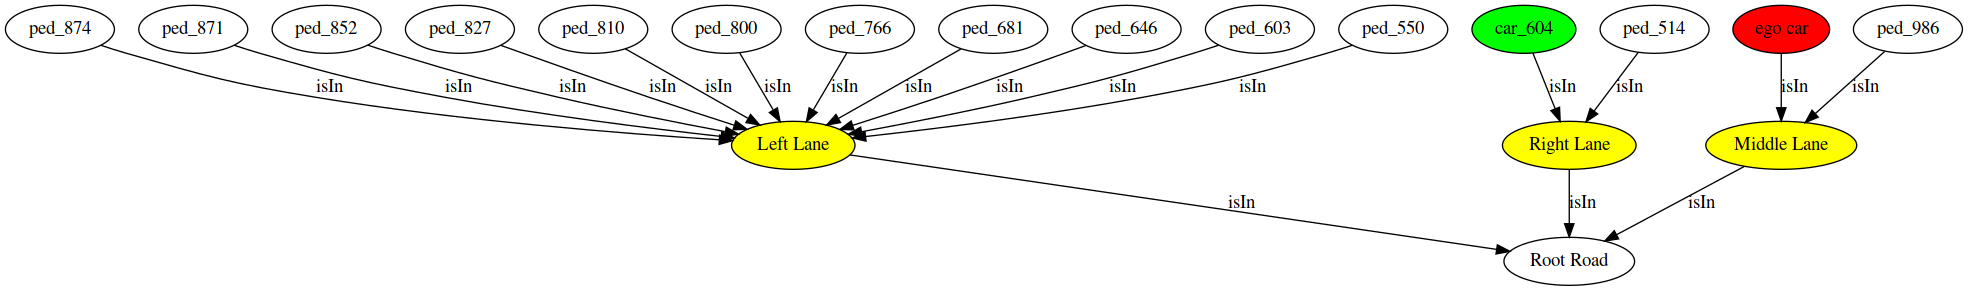 ped_874 ped_871 ped_852 ped_827 ped_810 ped_800 ped_766 ped_681 ped_646 ped_603 ped_550 car_604 ped_514 ego car ped_986
isIn isIn isIn isIn isIn isIn isIn isIn isIn isIn isIn isIn isIn isIn isIn
Left Lane Right Lane Middle Lane
isIn isIn isIn
Root Road